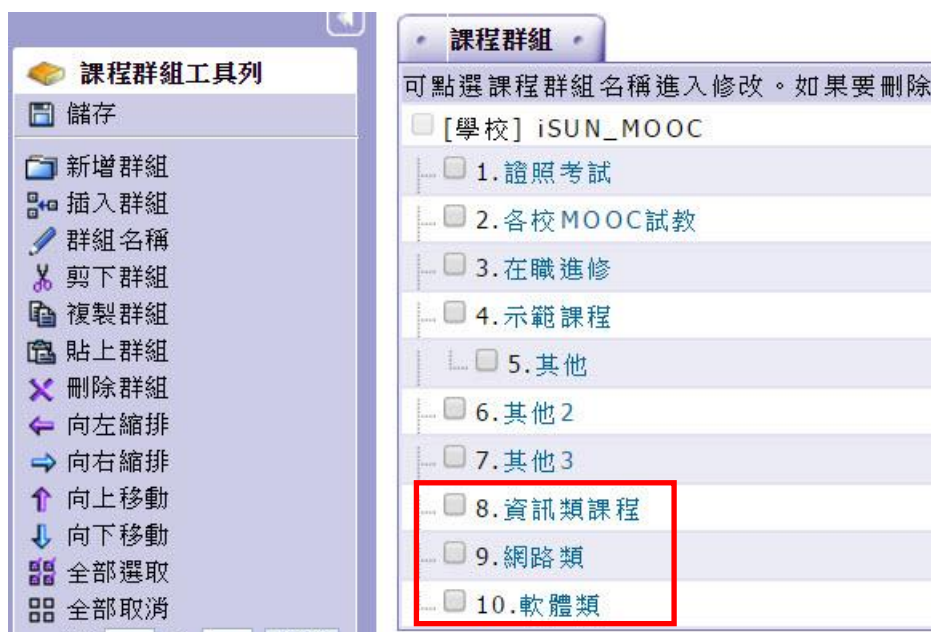 課程群組工具列
儲存
新增群組
插入群組
群組名稱
剪下群組
複製群組
貼上群組
刪除群組
向左縮排
向右縮排
向上移動
向下移動
全部選取
全部取消
課程群組
可點選課程群組名稱進入修改。如果要刪除
[學校] iSUN_MOOC
1.證照考試
2.各校MOOC試教
3.在職進修
4.示範課程
5.其他
6.其他2
7.其他3
8.資訊類課程
9.網路類
10.軟體類